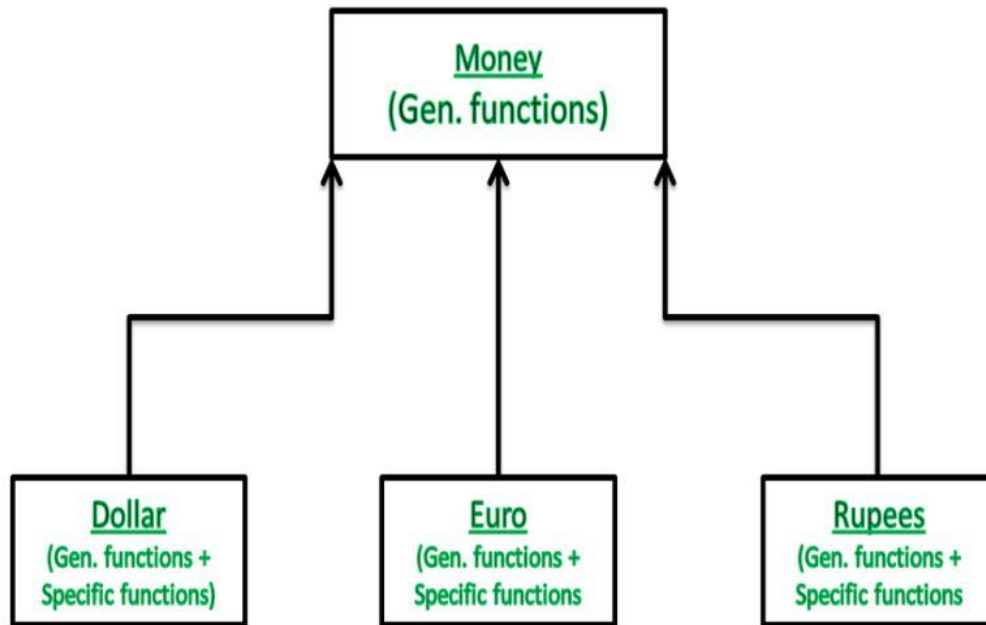 Money
(Gen. functions)
Dollar
(Gen. functions +
Specific functions)
Euro
(Gen. functions +
Specific functions
Rupees
(Gen. functions +
Specific functions